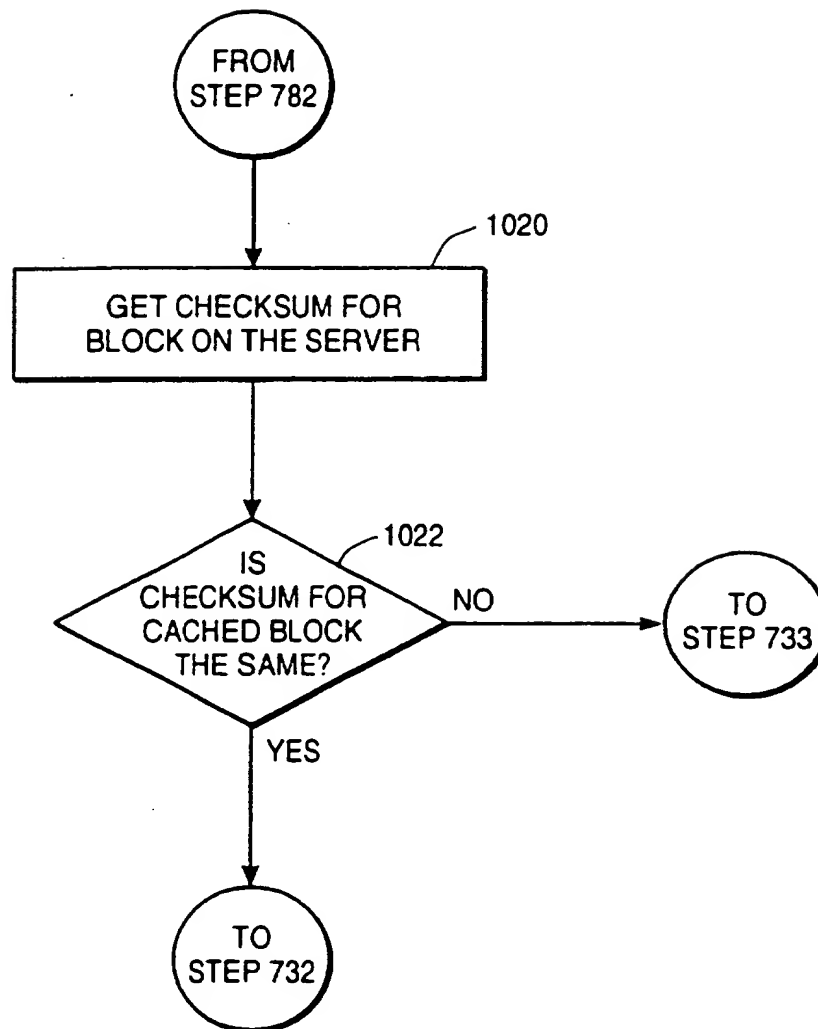 FROM
STEP 782
1020
GET CHECKSUM FOR
BLOCK ON THE SERVER
1022
IS
CHECKSUM FOR
CACHED BLOCK
THE SAME?
NO
TO
STEP 733
YES
TO
STEP 732